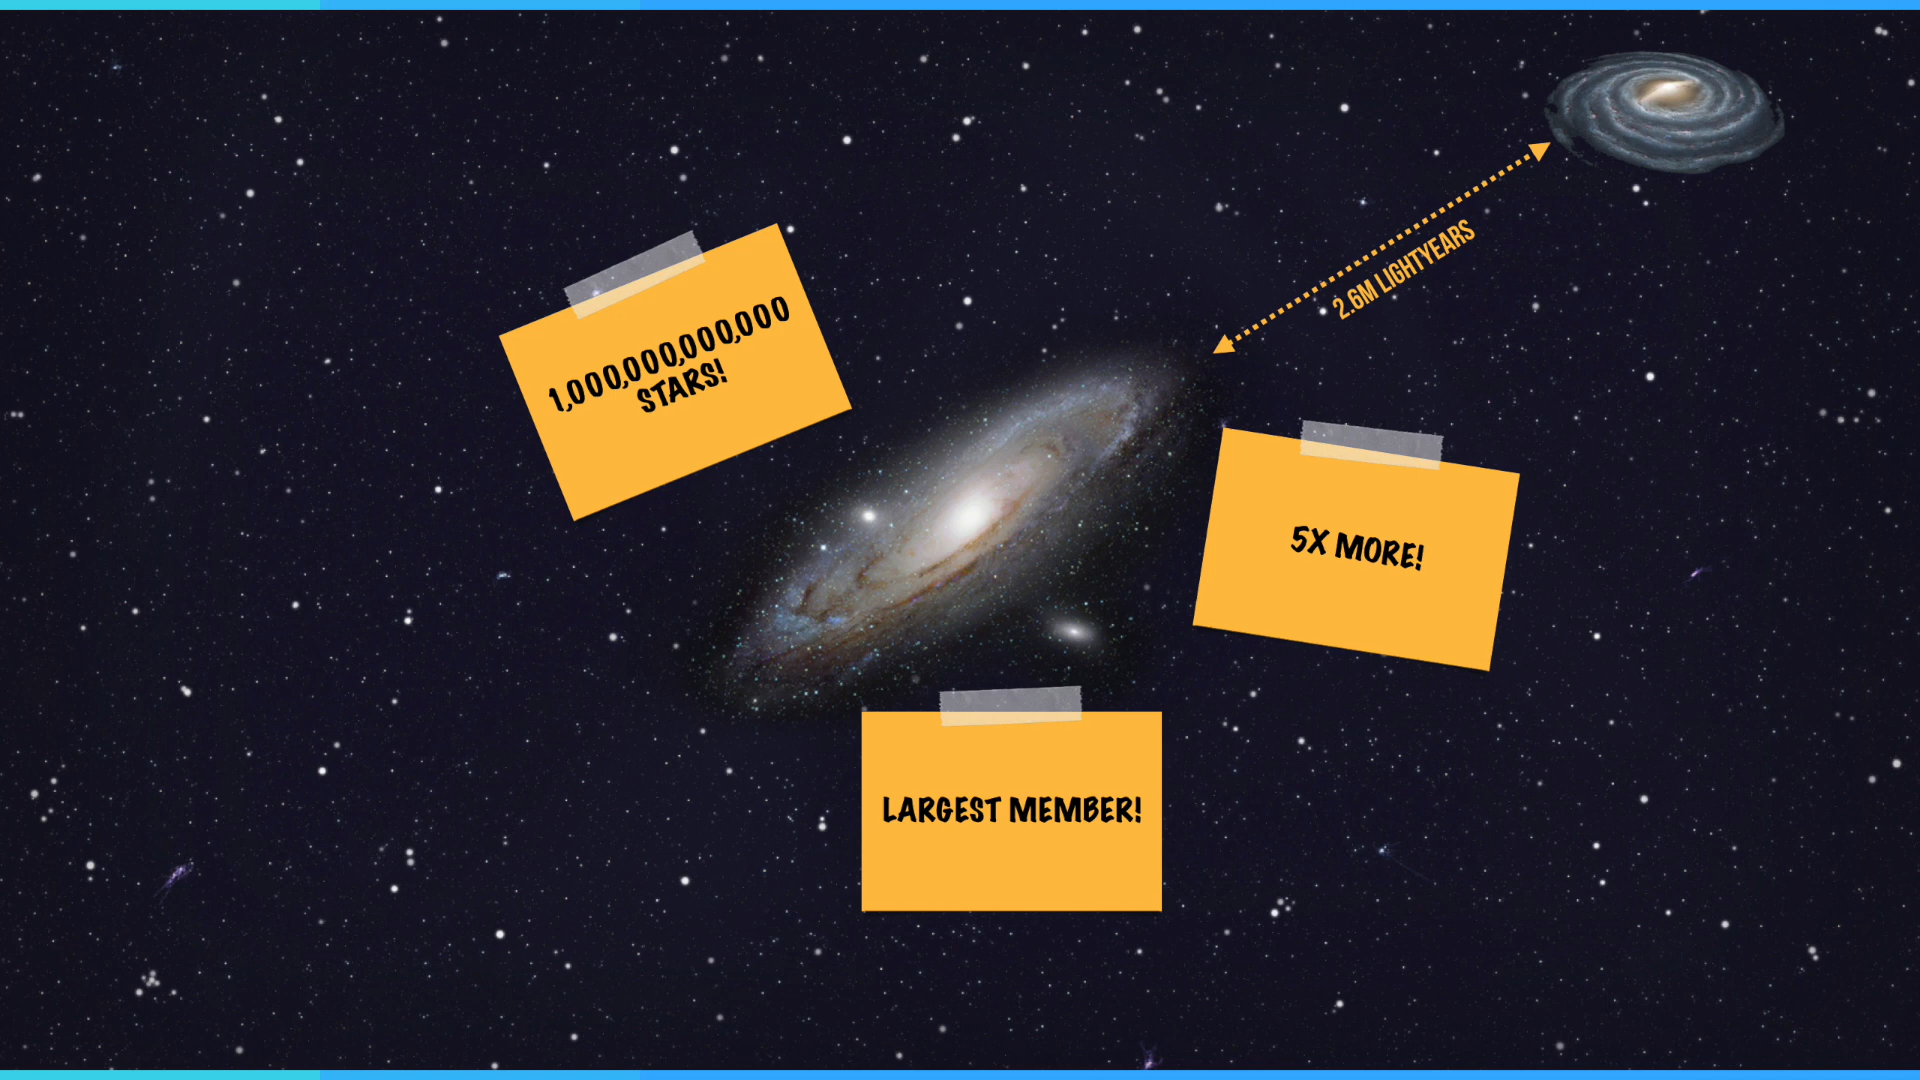 2.6M LIGHTYEARS
1,000,000,000,000
STARS!
5X MORE!
LARGEST MEMBER!